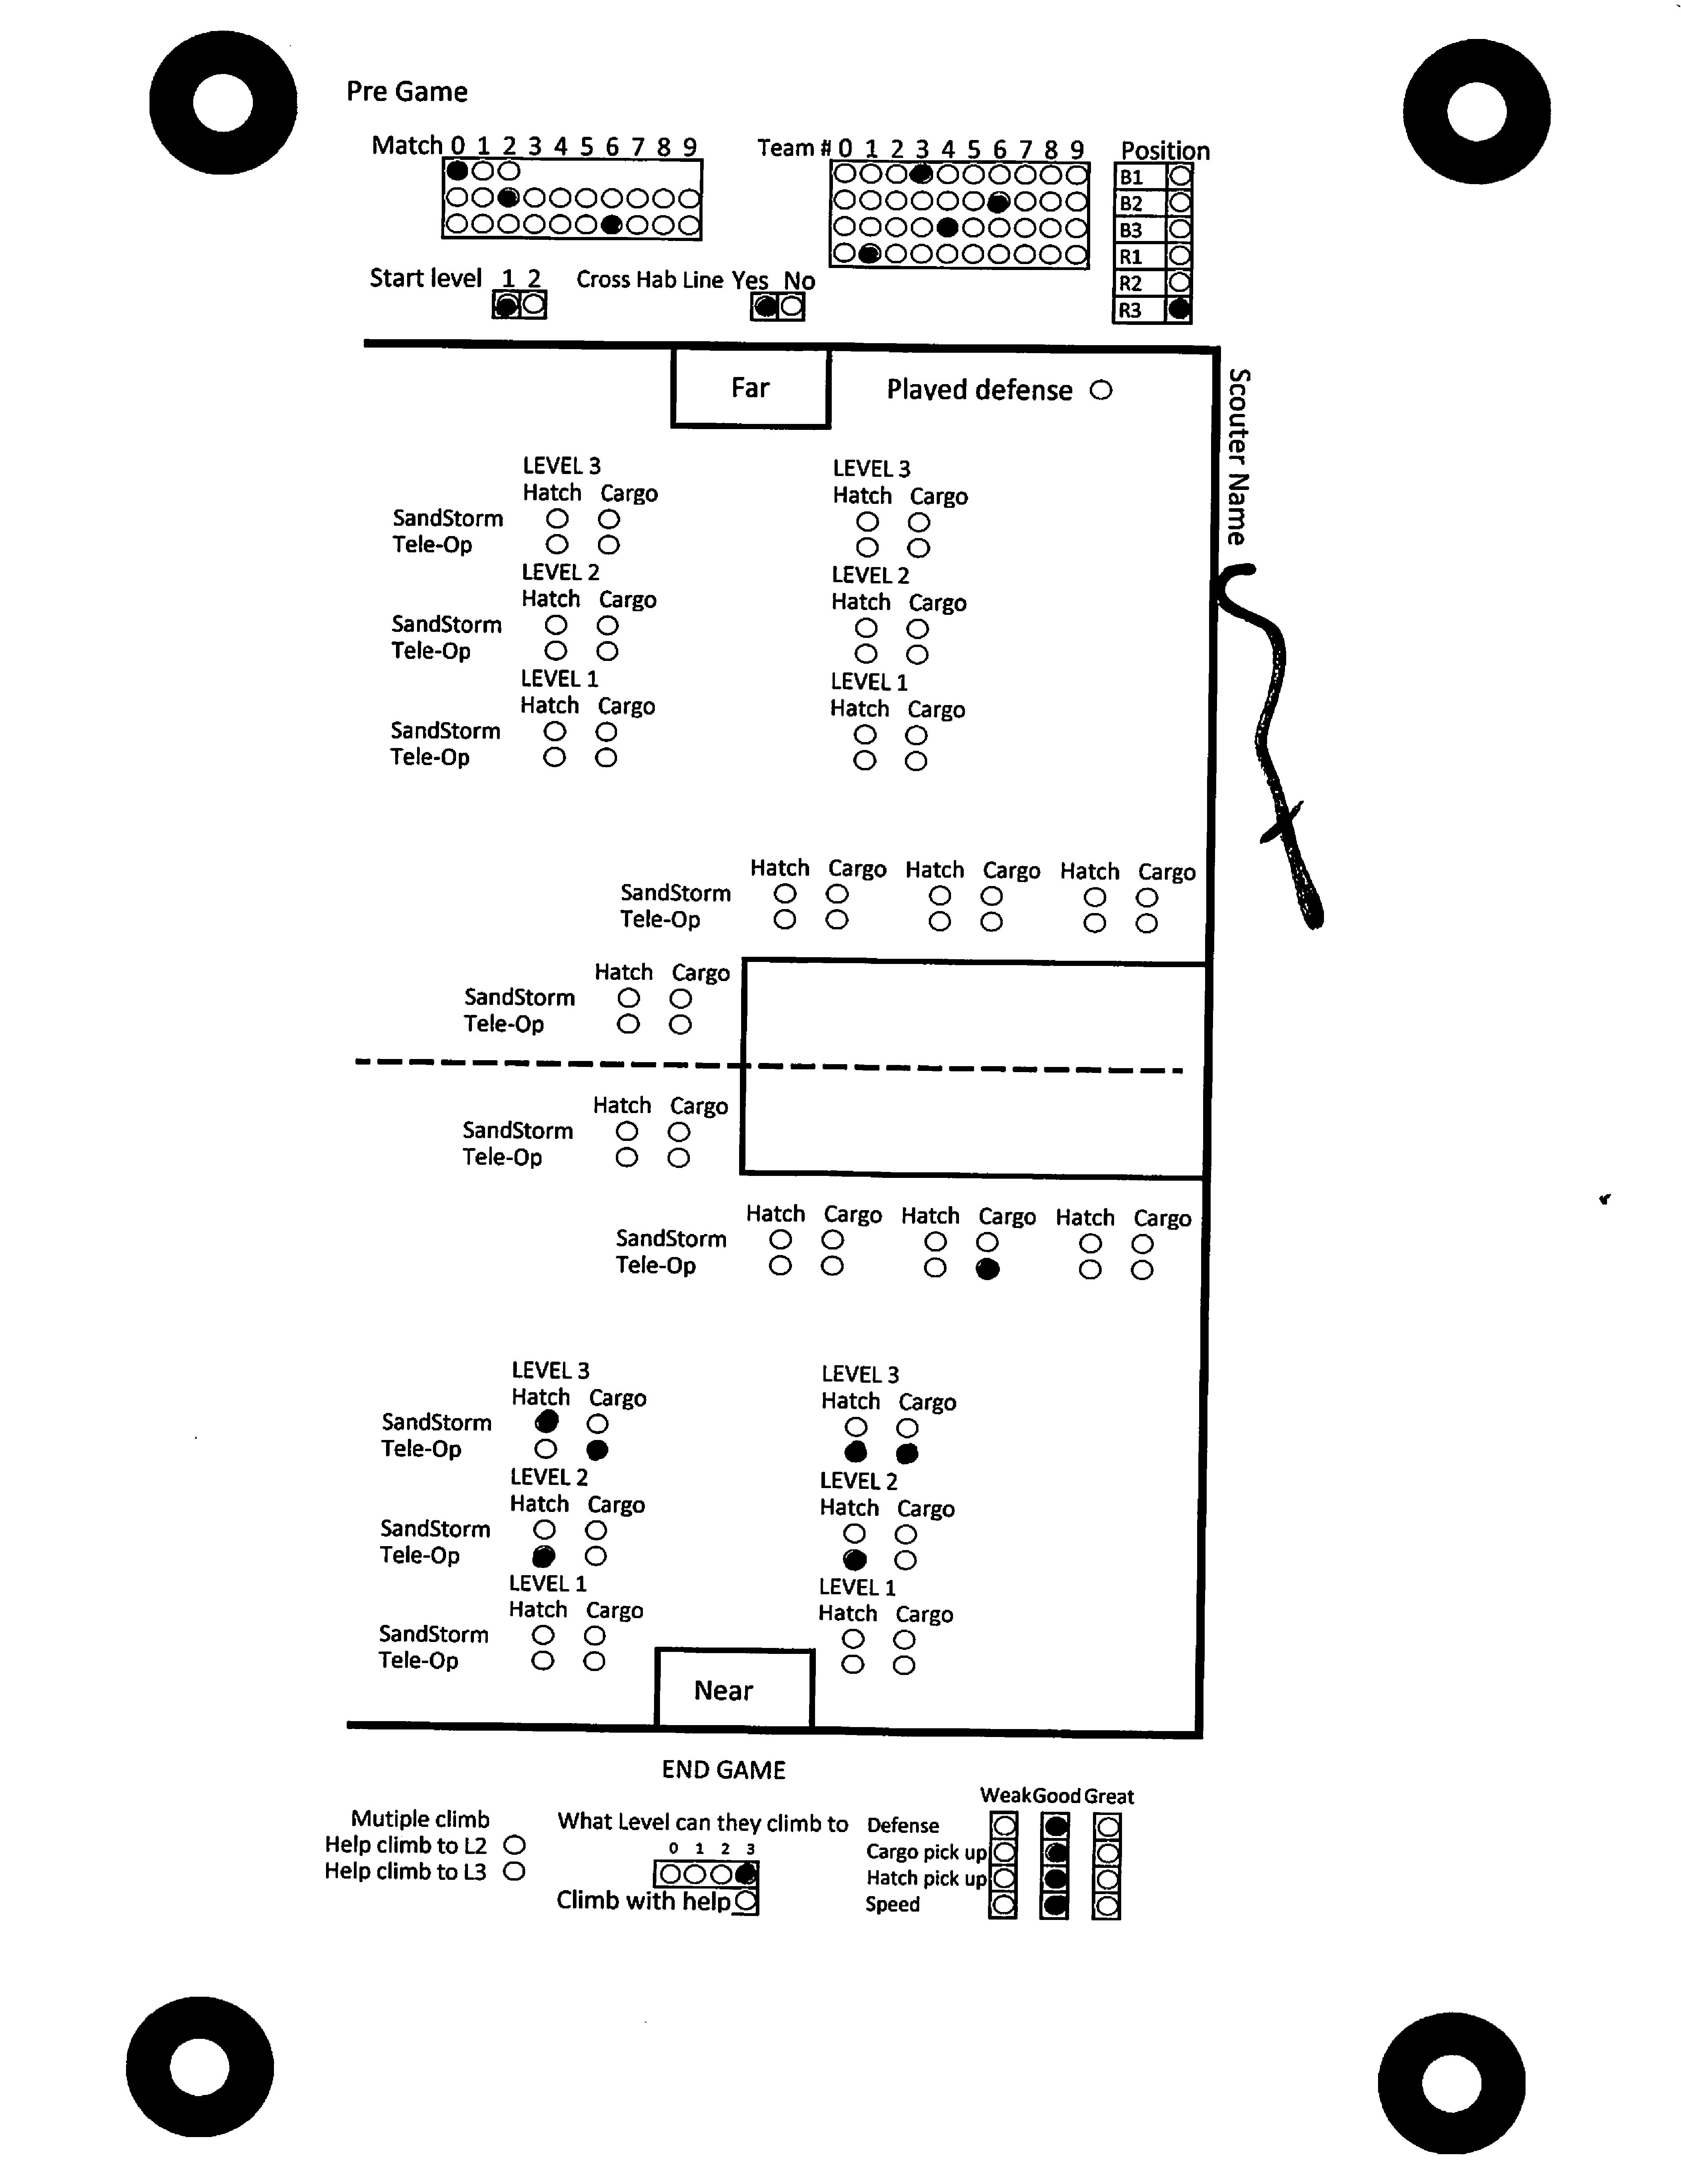 Pre Game
Match 0 1 2 3 4 5 6 7 8 9
Team # 0 1 2 3 4 5 6 7 8 9
Position
B1
B2
B3
R1
R2
R3
Start level 1 2
Cross Hab Line Yes No
Far
Played defense
Scouter Name
LEVEL 3 LEVEL 3
Hatch Cargo Hatch Cargo
SandStorm
Tele-Op
LEVEL 2 LEVEL 2
Hatch Cargo Hatch Cargo
SandStorm
Tele-Op
LEVEL 1 LEVEL 1
Hatch Cargo Hatch Cargo
SandStorm
Tele-Op
Hatch Cargo Hatch Cargo Hatch Cargo
SandStorm
Tele-Op
Hatch Cargo
SandStorm
Tele-Op
Hatch Cargo
SandStorm
Tele-Op
Hatch Cargo Hatch Cargo Hatch Cargo
SandStorm
Tele-Op
LEVEL 3 LEVEL 3
Hatch Cargo Hatch Cargo
SandStorm
Tele-Op
LEVEL 2 LEVEL 2
Hatch Cargo Hatch Cargo
SandStorm
Tele-Op
LEVEL 1 LEVEL 1
Hatch Cargo Hatch Cargo
SandStorm
Tele-Op
Near
END GAME
Mutiple climb
Help climb to L2
Help climb to L3
What Level can they climb to
0 1 2 3
Climb with help
Weak Good Great
Defense
Cargo pick up
Hatch pick up
Speed